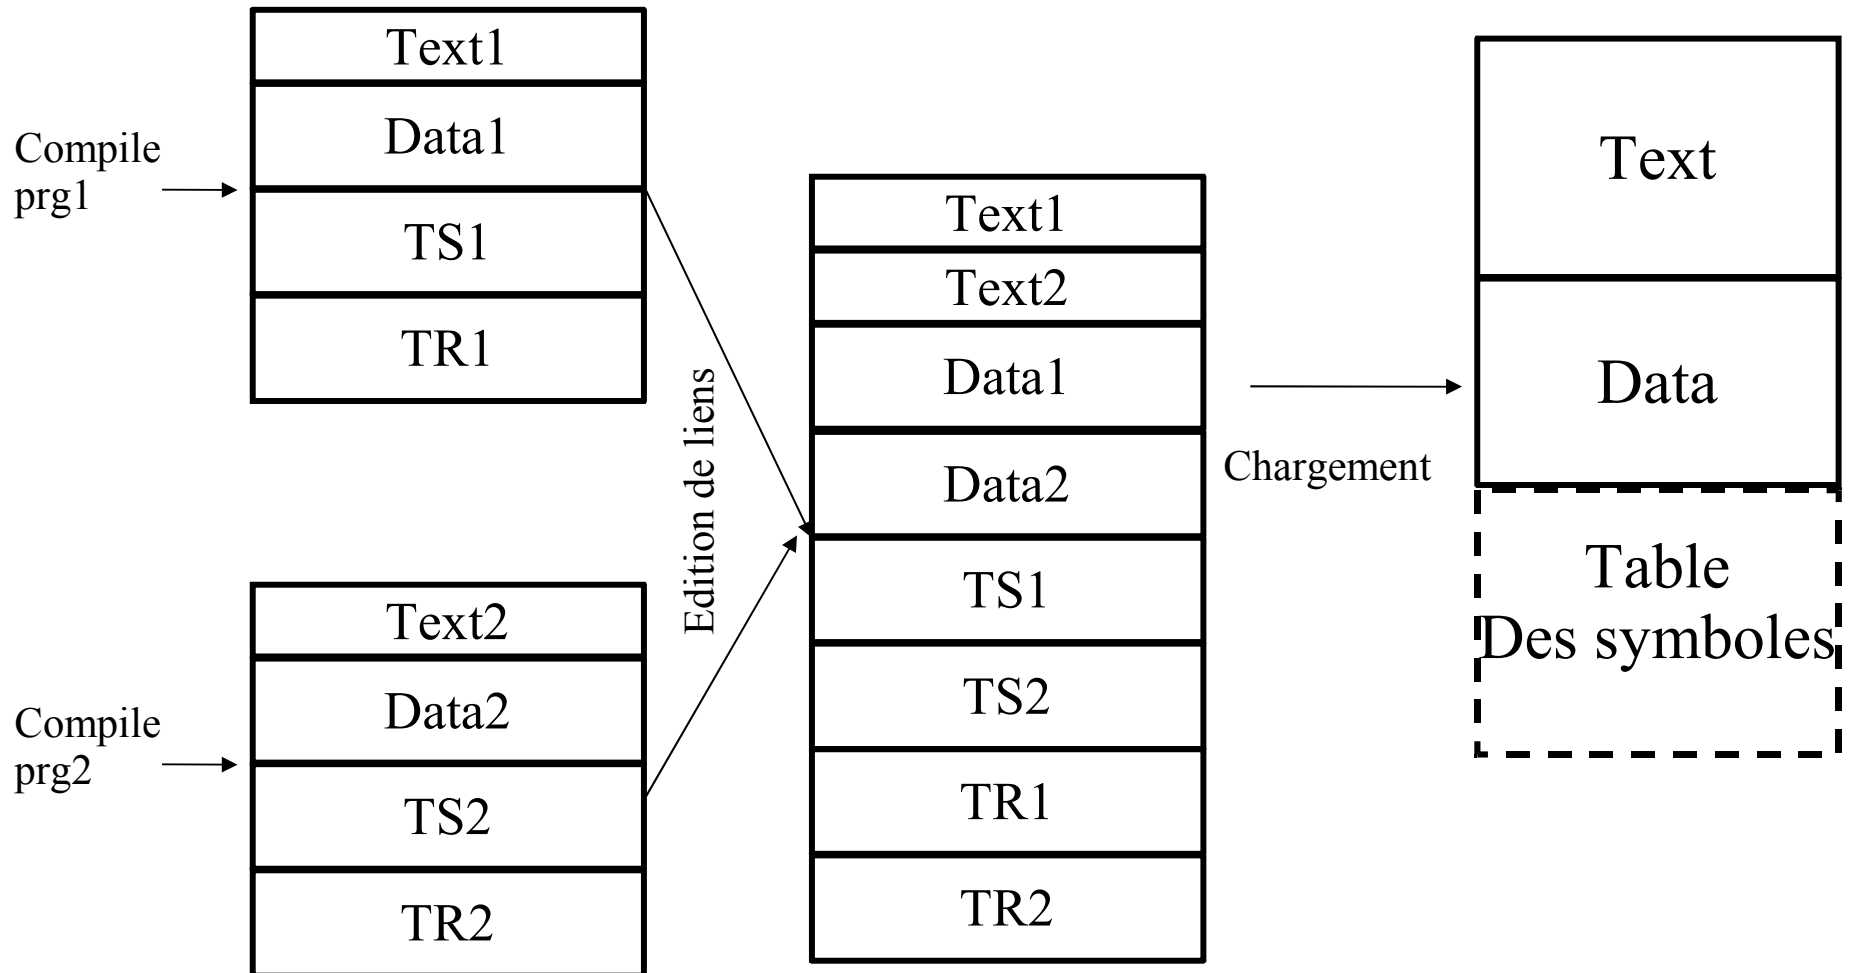 Compile
prg1
Text1
Data1
TS1
TR1
Compile
prg2
Text2
Data2
TS2
TR2
Edition de liens
Text1
Text2
Data1
Data2
TS1
TS2
TR1
TR2
Chargement
Text
Data
Table
Des symboles